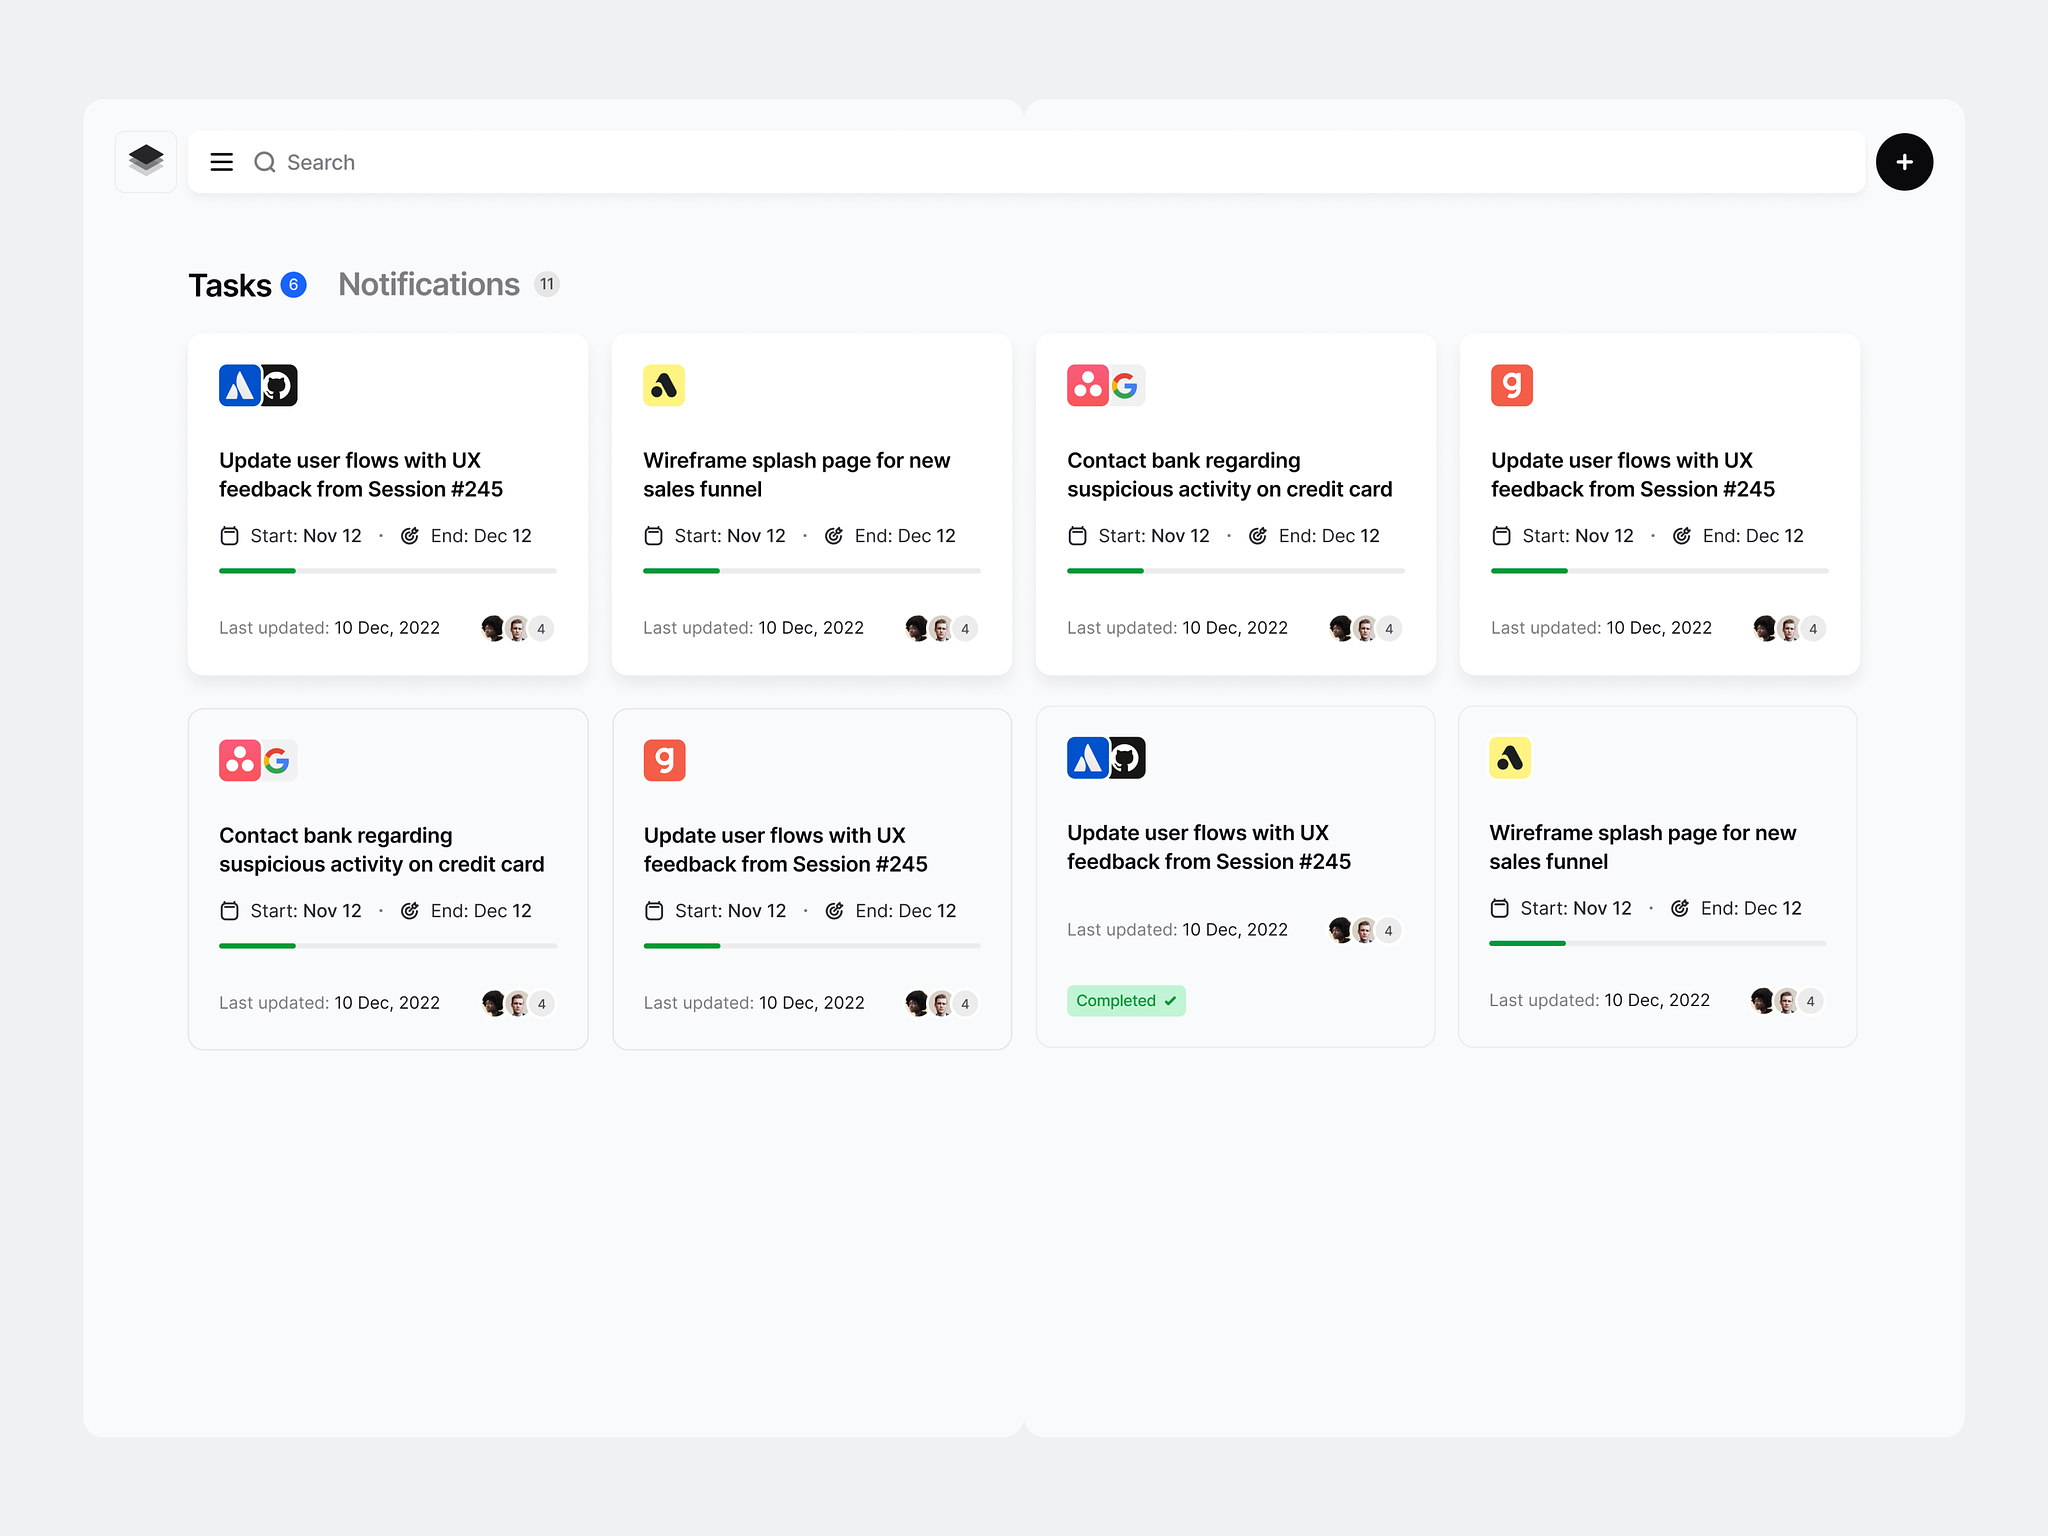 Search
+
Tasks 6 Notifications 11
Update user flows with UX
feedback from Session #245
Start: Nov 12 · End: Dec 12
Last updated: 10 Dec, 2022 4
Wireframe splash page for new
sales funnel
Start: Nov 12 · End: Dec 12
Last updated: 10 Dec, 2022 4
G
Contact bank regarding
suspicious activity on credit card
Start: Nov 12 · End: Dec 12
Last updated: 10 Dec, 2022 4
g
Update user flows with UX
feedback from Session #245
Start: Nov 12 · End: Dec 12
Last updated: 10 Dec, 2022 4
G
Contact bank regarding
suspicious activity on credit card
Start: Nov 12 · End: Dec 12
Last updated: 10 Dec, 2022 4
g
Update user flows with UX
feedback from Session #245
Start: Nov 12 · End: Dec 12
Last updated: 10 Dec, 2022 4
Update user flows with UX
feedback from Session #245
Last updated: 10 Dec, 2022 4
Completed
Wireframe splash page for new
sales funnel
Start: Nov 12 · End: Dec 12
Last updated: 10 Dec, 2022 4